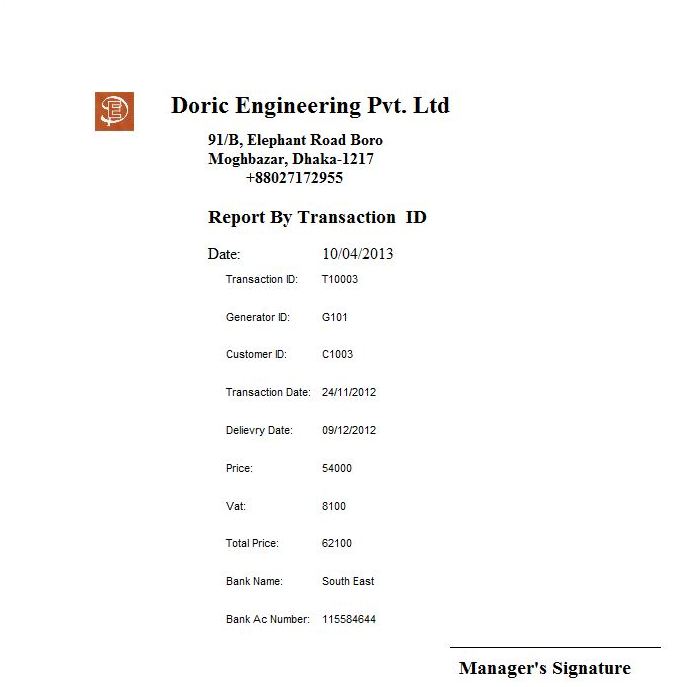 Doric Engineering Pvt. Ltd
91/B, Elephant Road Boro
Moghbazar, Dhaka-1217
+88027172955
Report By Transaction ID
Date: 10/04/2013
Transaction ID: T10003
Generator ID: G101
Customer ID: C1003
Transaction Date: 24/11/2012
Delievry Date: 09/12/2012
Price: 54000
Vat: 8100
Total Price: 62100
Bank Name: South East
Bank Ac Number: 115584644
Manager's Signature